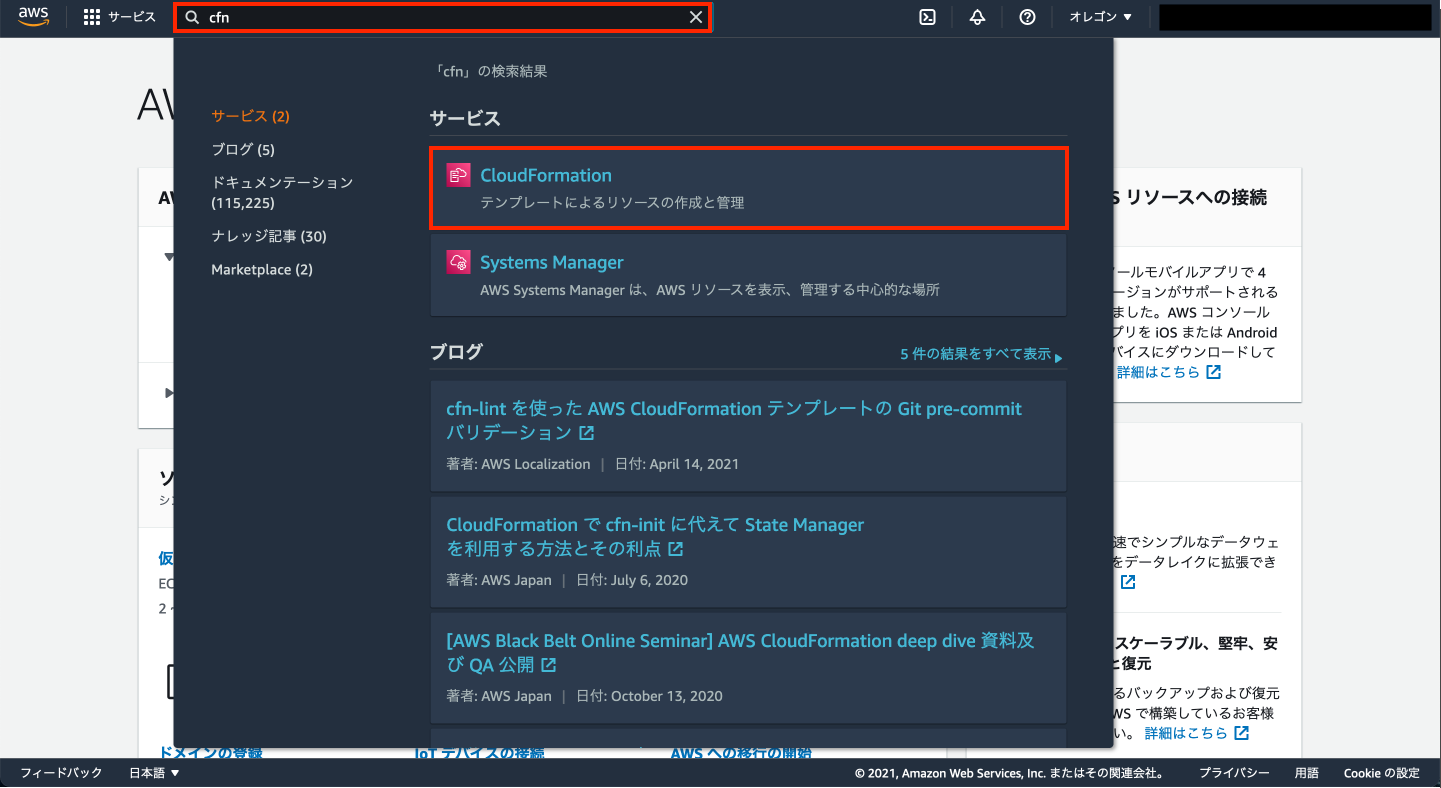 aws
サービス
cfn
オレゴン
「cfn」の検索結果
サービス (2)
ブログ (5)
ドキュメンテーション
(115,225)
ナレッジ記事 (30)
Marketplace (2)
サービス
CloudFormation
テンプレートによるリソースの作成と管理
Systems Manager
AWS Systems Manager は、AWS リソースを表示、管理する中心的な場所
ブログ
5 件の結果をすべて表示
cfn-lint を使った AWS CloudFormation テンプレートの Git pre-commit
バリデーション
著者: AWS Localization | 日付: April 14, 2021
CloudFormation で cfn-init に代えて State Manager
を利用する方法とその利点
著者: AWS Japan | 日付: July 6, 2020
[AWS Black Belt Online Seminar] AWS CloudFormation deep dive 資料及
び QA 公開
著者: AWS Japan | 日付: October 13, 2020
リソースへの接続
ールモバイルアプリで 4
ージョンがサポートされる
ました。AWS コンソール
プリを iOS または Android
バイスにダウンロードして
詳細はこちら
速でシンプルなデータウェ
をデータレイクに拡張でき
スケーラブル、堅牢、安
と復元
るバックアップおよび復元
WS で構築しているお客様
い。 詳細はこちら
仮
2 ~
ドメインの登録
IoT デバイスの接続
AWS への移行の開始
フィードバック
日本語
© 2021, Amazon Web Services, Inc. またはその関連会社。
プライバシー
用語
Cookie の設定